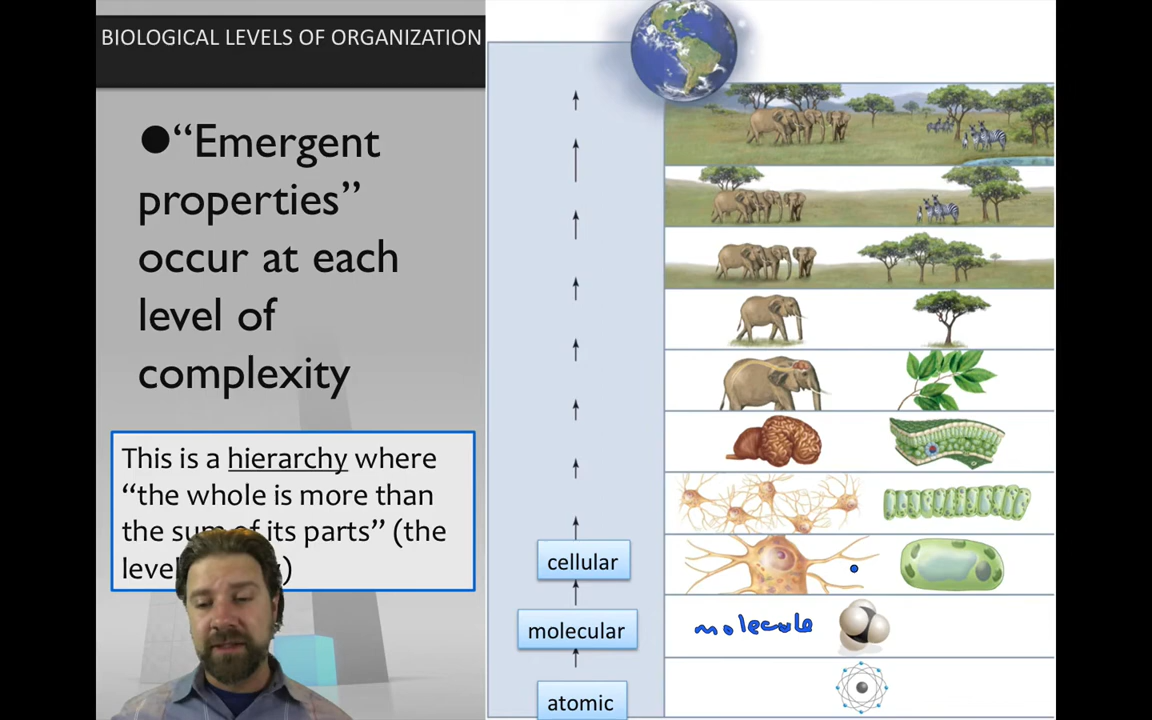 BIOLOGICAL LEVELS OF ORGANIZATION
●“Emergent
properties”
occur at each
level of
complexity
This is a hierarchy where
“the whole is more than
the sum of its parts” (the
cellular
molecular
molecule
atomic